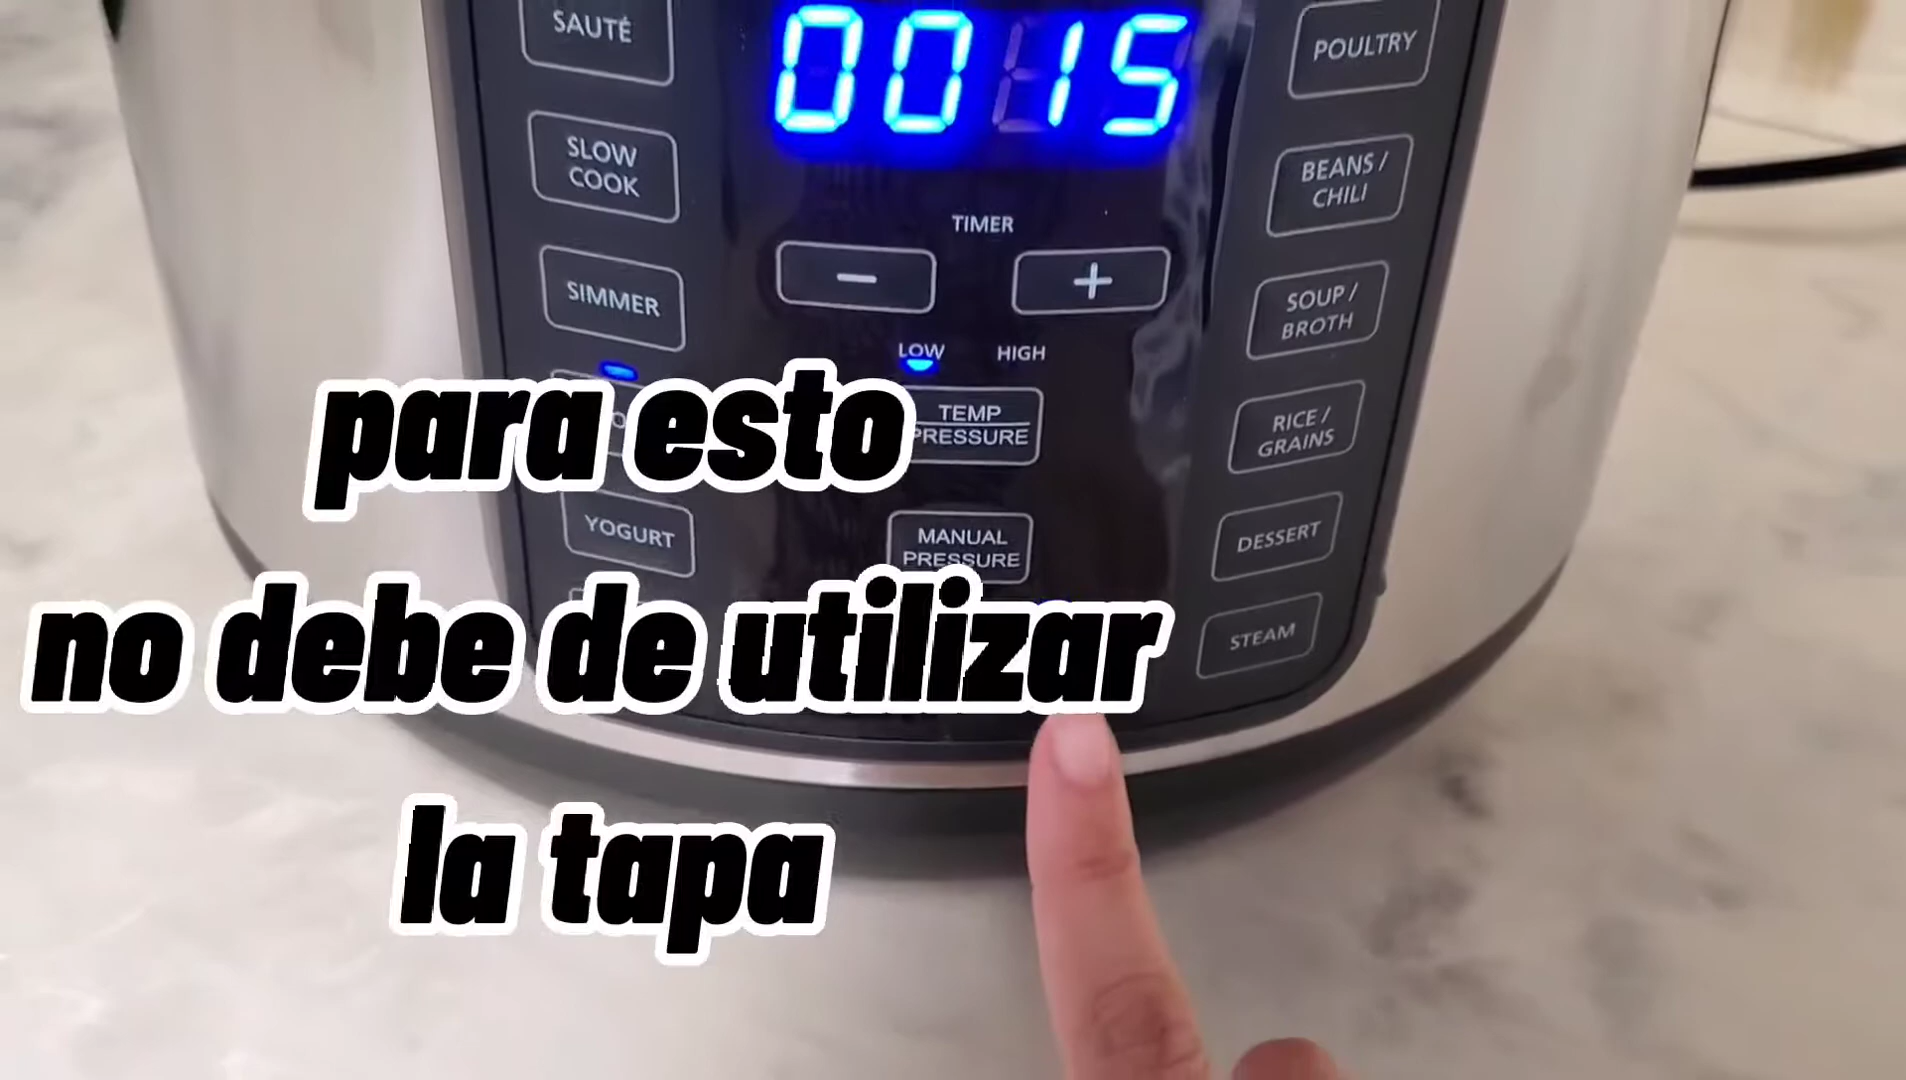 SAUTÉ
0015
POULTRY
SLOW
COOK
BEANS /
CHILI
TIMER
−
+
SIMMER
SOUP /
BROTH
LOW
HIGH
TEMP
PRESSURE
RICE /
GRAINS
YOGURT
MANUAL
PRESSURE
DESSERT
STEAM
para esto
no debe de utilizar
la tapa